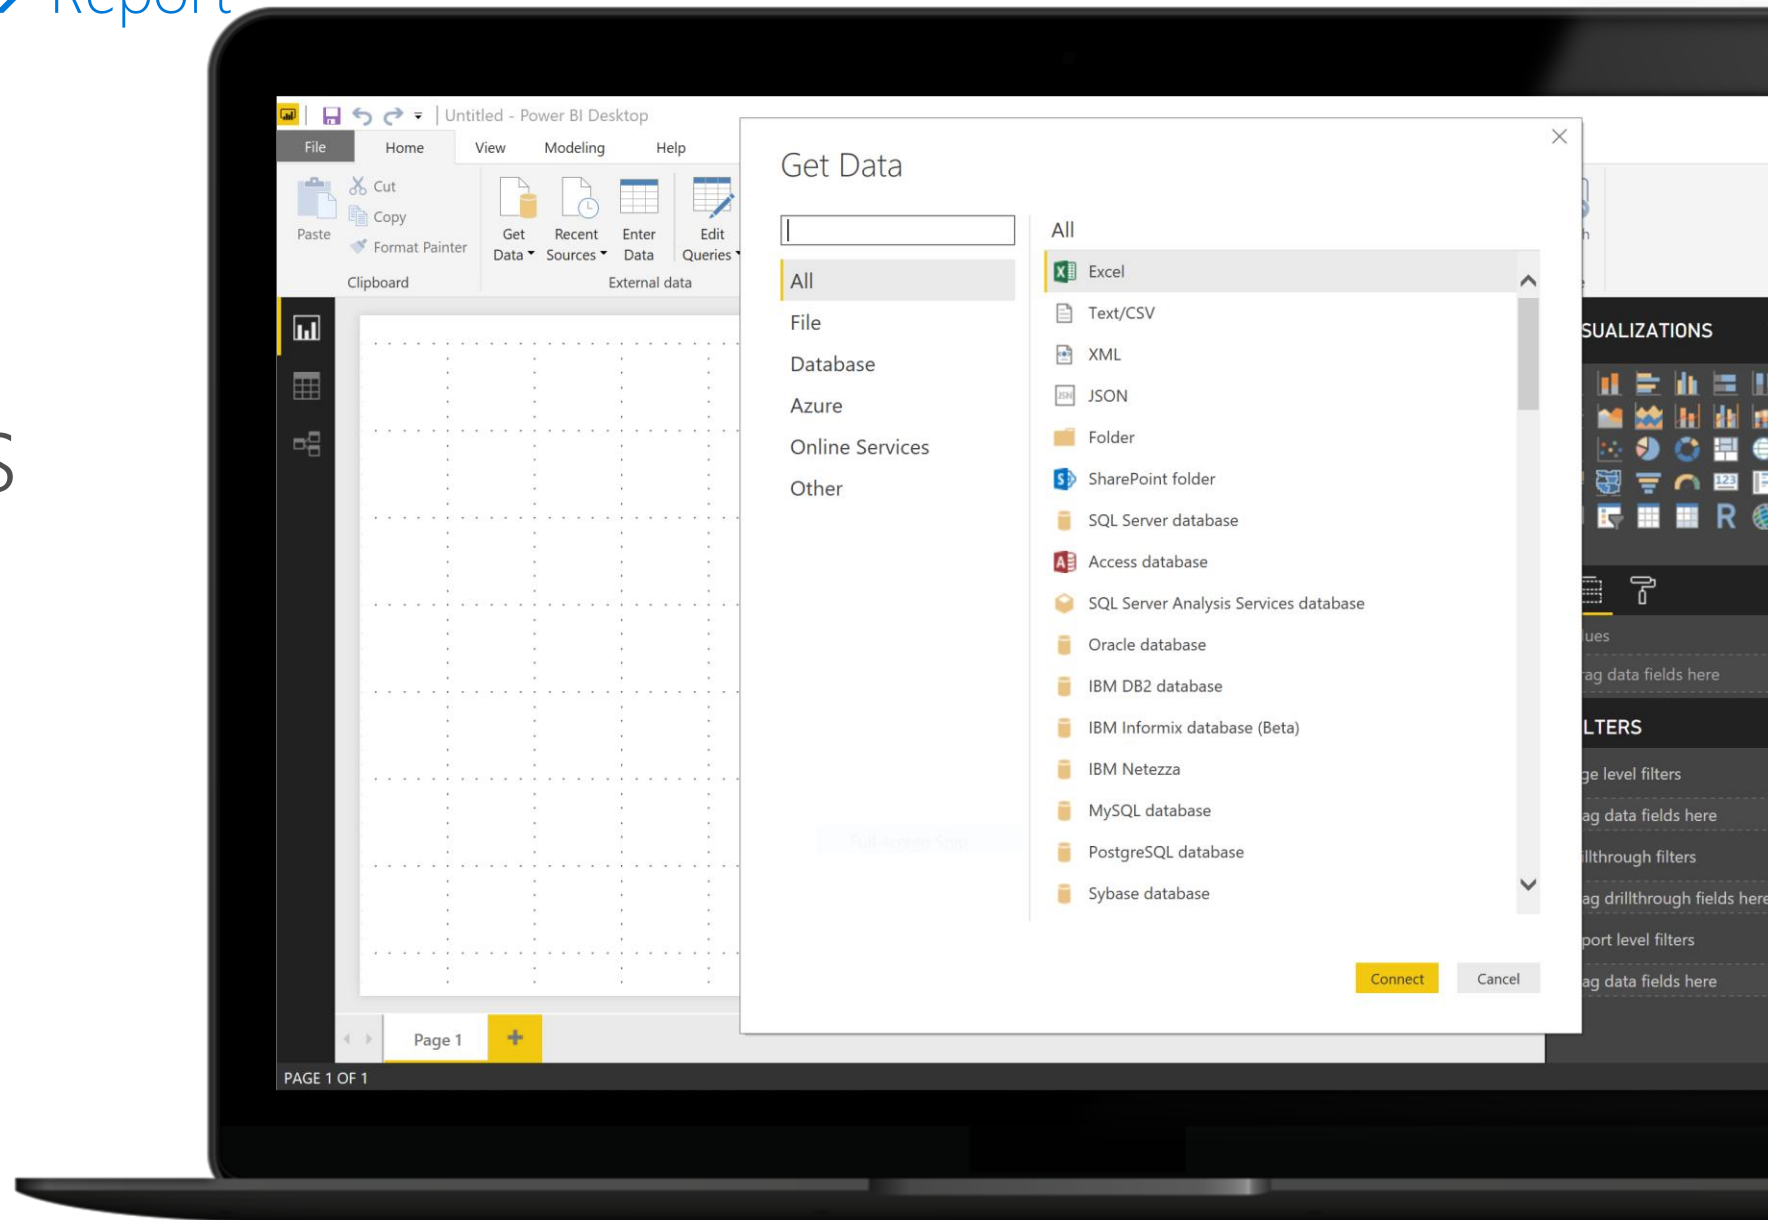 Report
S
Untitled - Power BI Desktop
File Home View Modeling Help
Paste
Cut
Copy
Format Painter
Clipboard
Get Data
Recent Sources
Enter Data
Edit Queries
External data
Get Data
All
File
Database
Azure
Online Services
Other
All
Excel
Text/CSV
XML
JSON
Folder
SharePoint folder
SQL Server database
Access database
SQL Server Analysis Services database
Oracle database
IBM DB2 database
IBM Informix database (Beta)
IBM Netezza
MySQL database
PostgreSQL database
Sybase database
Connect Cancel
SUALIZATIONS
123
R
lues
ag data fields here
LTERS
ge level filters
ag data fields here
illthrough filters
ag drillthrough fields here
port level filters
ag data fields here
Page 1
PAGE 1 OF 1